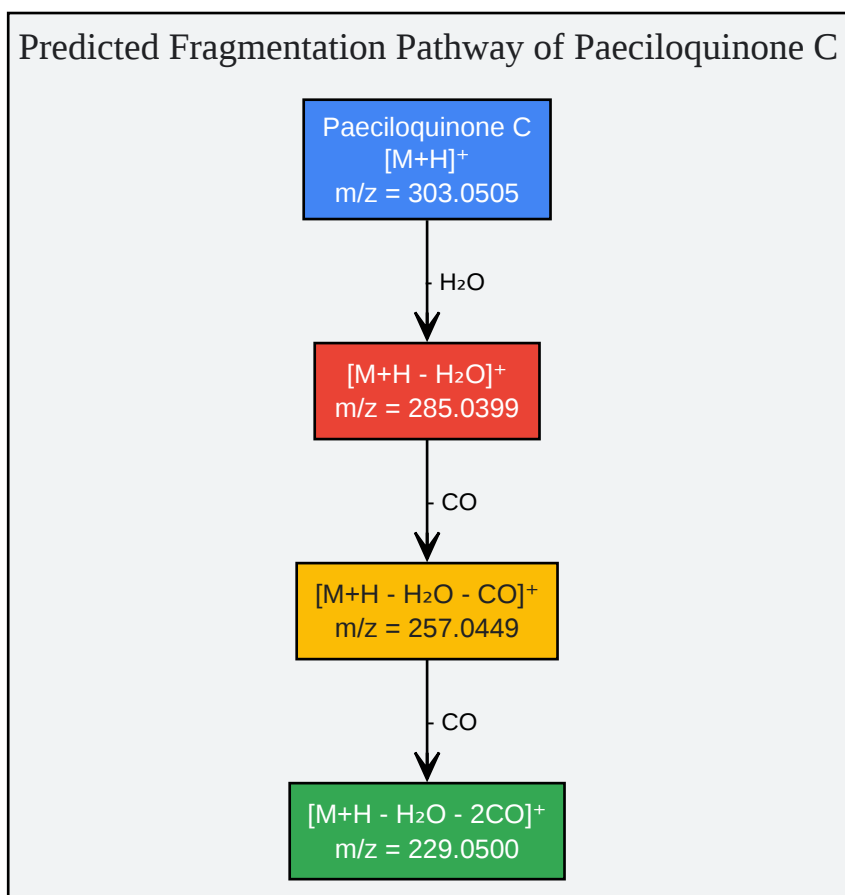 Predicted Fragmentation Pathway of Paeciloquinone C
Paeciloquinone C
[M+H]⁺
m/z = 303.0505
- H₂O
[M+H - H₂O]⁺
m/z = 285.0399
- CO
[M+H - H₂O - CO]⁺
m/z = 257.0449
- CO
[M+H - H₂O - 2CO]⁺
m/z = 229.0500